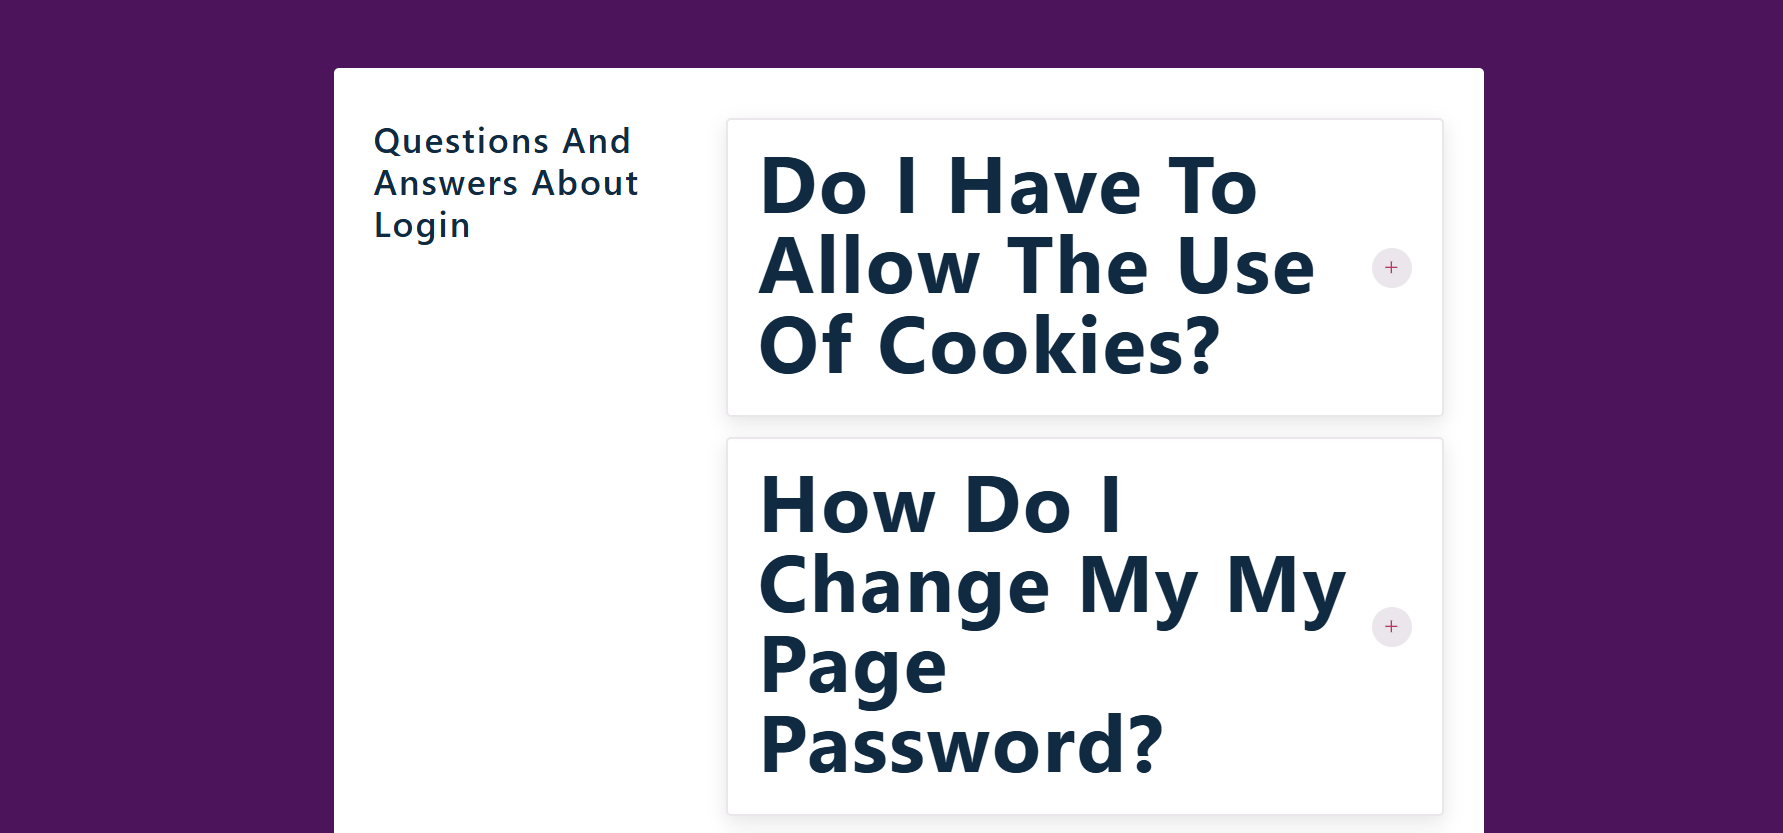 Questions And
Answers About
Login
Do I Have To
Allow The Use
Of Cookies?
+
How Do I
Change My My
Page
Password?
+